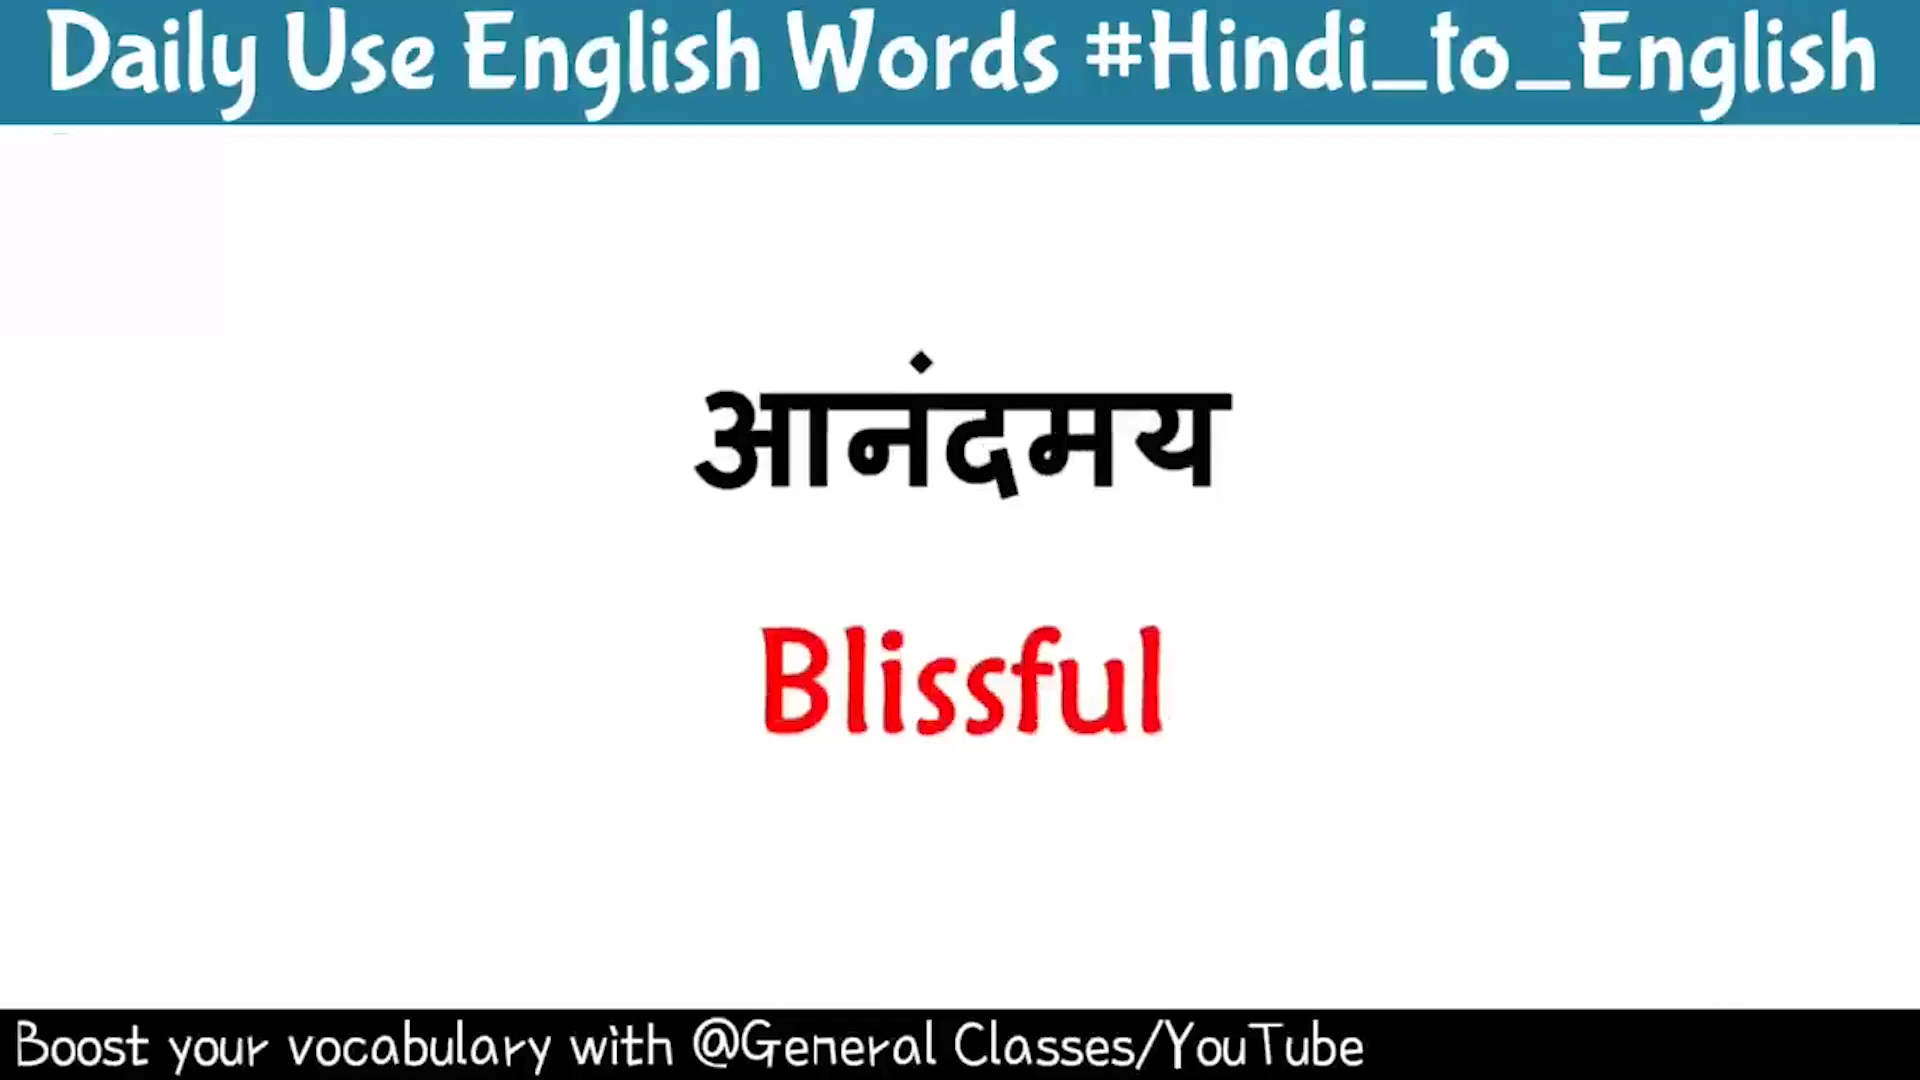 Daily Use English Words #Hindi_to_English
आनंदमय
Blissful
Boost your vocabulary with @General Classes/YouTube